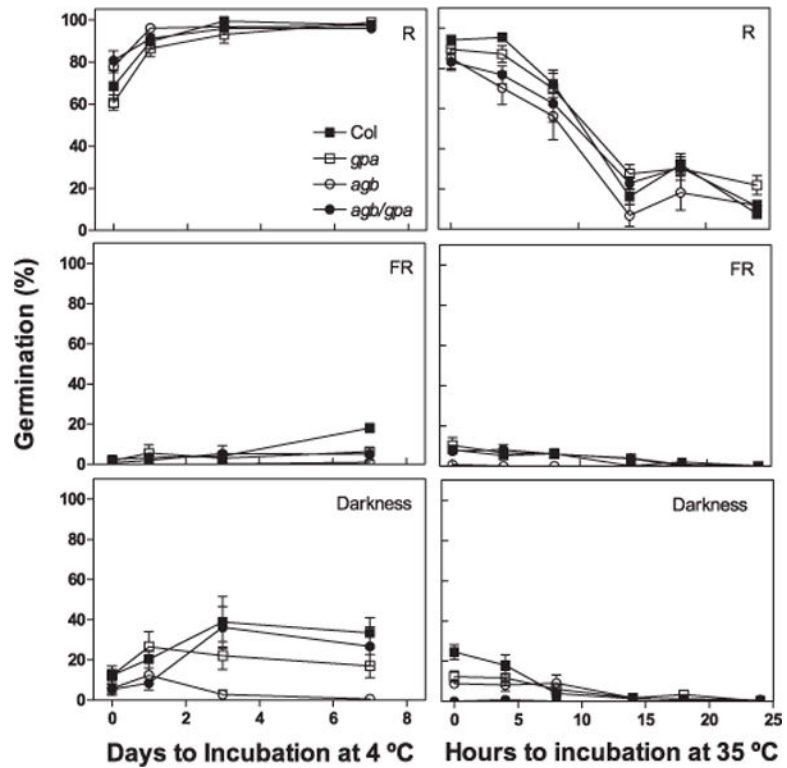 Germination (%)
100
80
60
40
20
0
R
Col
gpa
agb
agb/gpa
R
100
80
60
40
20
0
FR
FR
100
80
60
40
20
0
Darkness
Darkness
0 2 4 6 8
0 5 10 15 20 25
Days to Incubation at 4 ºC
Hours to incubation at 35 ºC